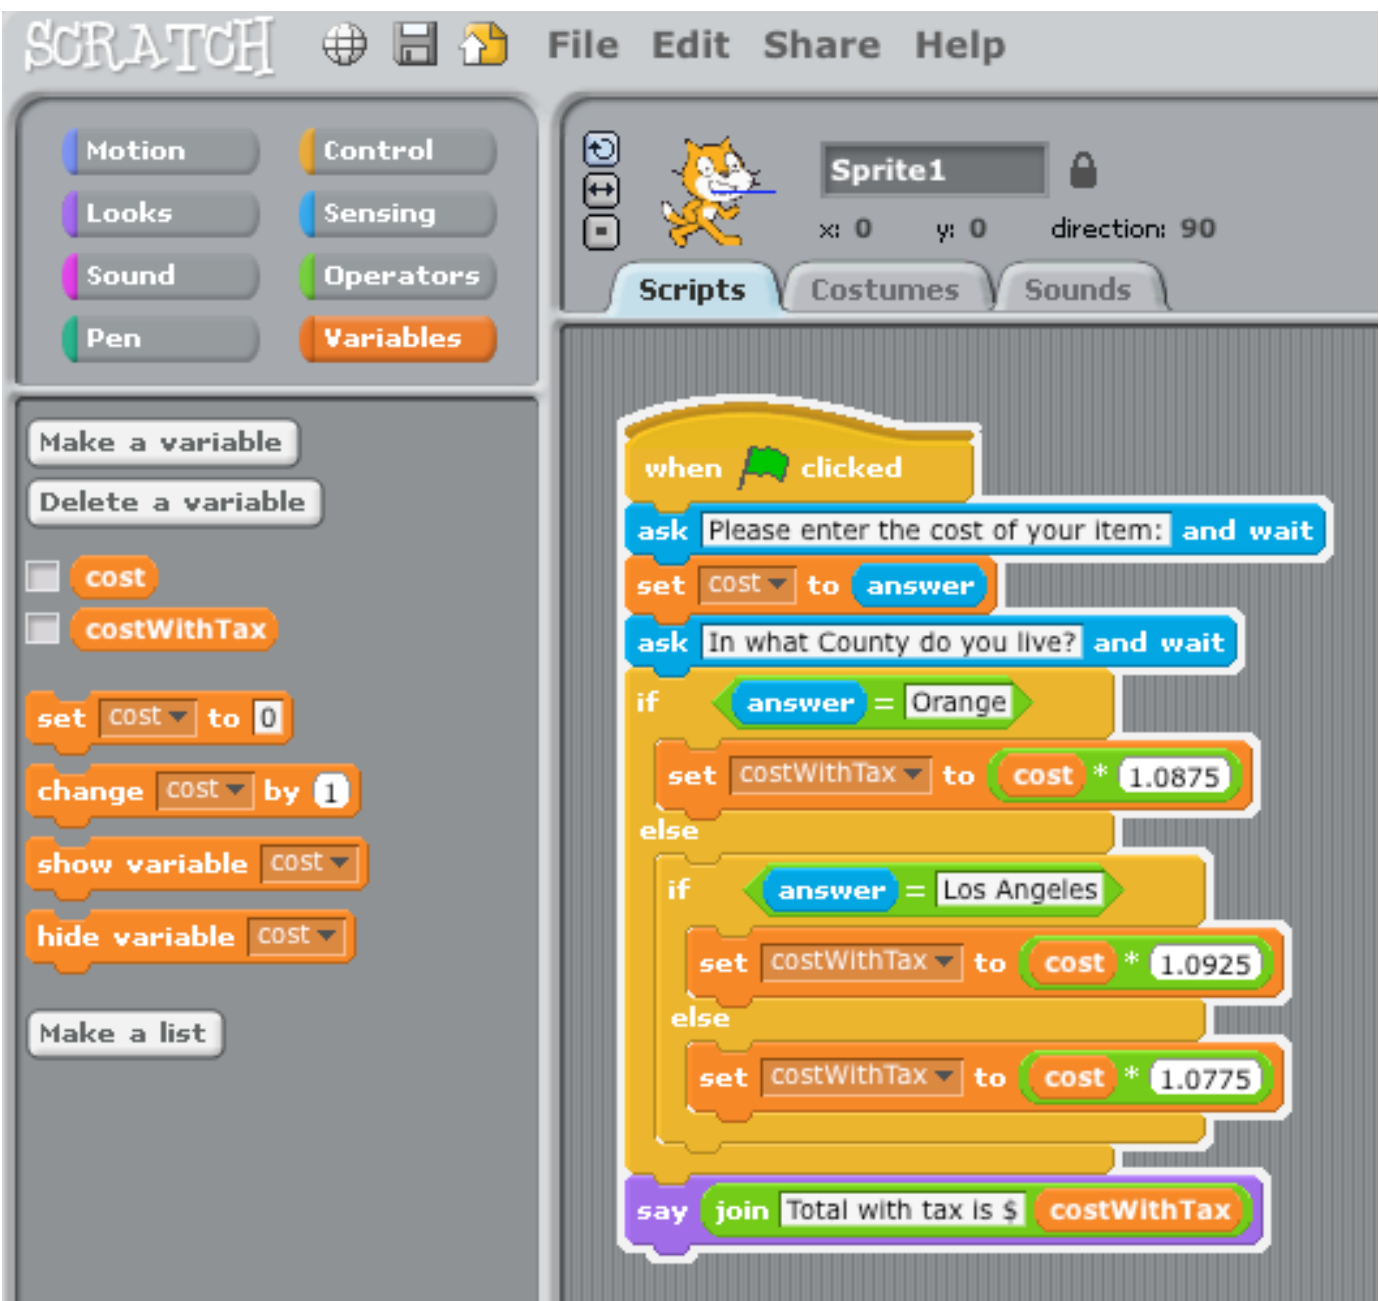 SCRATCH File Edit Share Help
Motion Control
Looks Sensing
Sound Operators
Pen Variables
Sprite1
x: 0 y: 0 direction: 90
Scripts Costumes Sounds
Make a variable
Delete a variable
cost
costWithTax
set cost to 0
change cost by 1
show variable cost
hide variable cost
Make a list
when clicked
ask Please enter the cost of your item: and wait
set cost to answer
ask In what County do you live? and wait
if answer = Orange
set costWithTax to cost * 1.0875
else
if answer = Los Angeles
set costWithTax to cost * 1.0925
else
set costWithTax to cost * 1.0775
say join Total with tax is $ costWithTax